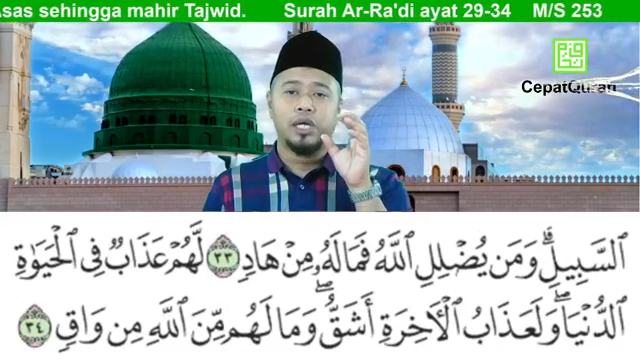 Asas sehingga mahir Tajwid. Surah Ar-Ra'di ayat 29-34 M/S 253
CepatQuran
ٱلسَّبِيلِۗ وَمَن يُضْلِلِ ٱللَّهُ فَمَا لَهُۥ مِنْ هَادٍ ٣٣ لَّهُمْ عَذَابٌ فِى ٱلْحَيَوٰةِ
ٱلدُّنْيَاۖ وَلَعَذَابُ ٱلْـَٔاخِرَةِ أَشَقُّۖ وَمَا لَهُم مِّنَ ٱللَّهِ مِن وَاقٍ ٣٤